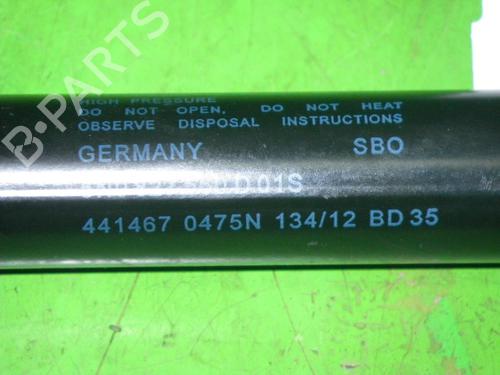 B-PARTS
HIGH PRESSURE
DO NOT OPEN, DO NOT HEAT
OBSERVE DISPOSAL INSTRUCTIONS
GERMANY SBO
D01S
441467 0475N 134/12 BD 35